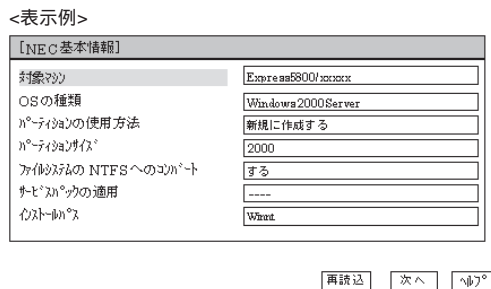 <表示例>
[NEC基本情報]
対象ﾏｼﾝ Express5800/xxxxx
OSの種類 Windows2000Server
ﾊﾟｰﾃｨｼｮﾝの使用方法 新規に作成する
ﾊﾟｰﾃｨｼｮﾝｻｲｽﾞ 2000
ﾌｧｲﾙｼｽﾃﾑの NTFSへのｺﾝﾊﾞｰﾄ する
ｻｰﾋﾞｽﾊﾟｯｸの適用 ----
ｲﾝｽﾄｰﾙﾊﾟｽ Winnt
再読込 次へ ﾍﾙﾌﾟ